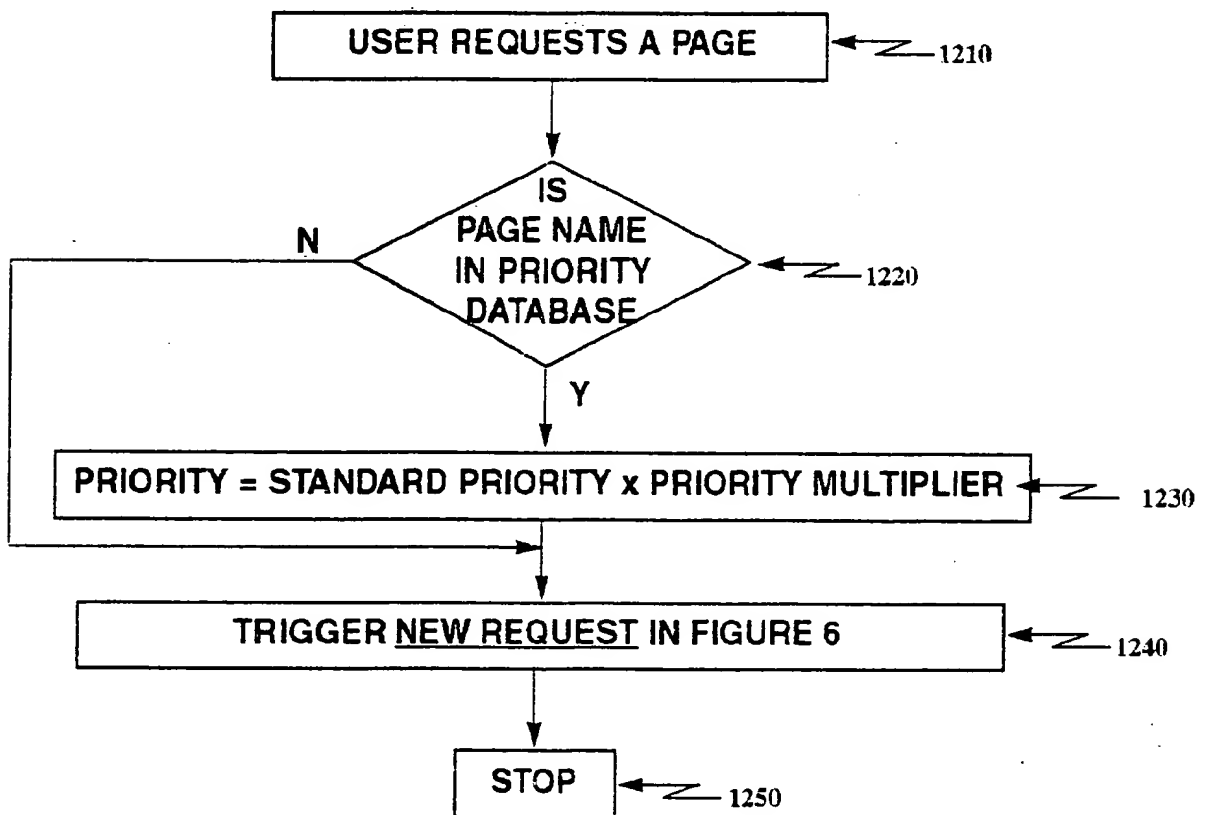 USER REQUESTS A PAGE
1210
IS
PAGE NAME
IN PRIORITY
DATABASE
N
1220
Y
PRIORITY = STANDARD PRIORITY x PRIORITY MULTIPLIER
1230
TRIGGER NEW REQUEST IN FIGURE 6
1240
STOP
1250